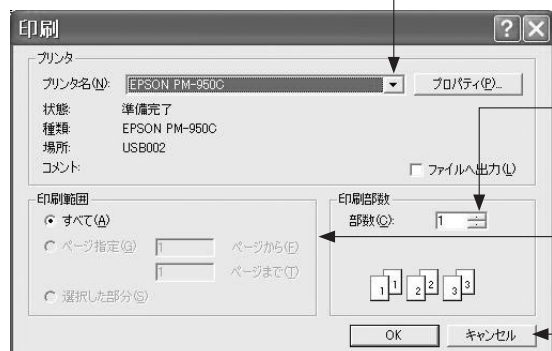 印刷
プリンタ
プリンタ名(N): EPSON PM-950C プロパティ(P)...
状態: 準備完了
種類: EPSON PM-950C
場所: USB002
コメント: ファイルへ出力(L)
印刷範囲
すべて(A)
ページ指定(G) 1 ページから(F)
1 ページまで(T)
選択した部分(S)
印刷部数
部数(C): 1
1 1 2 2 3 3
OK キャンセル